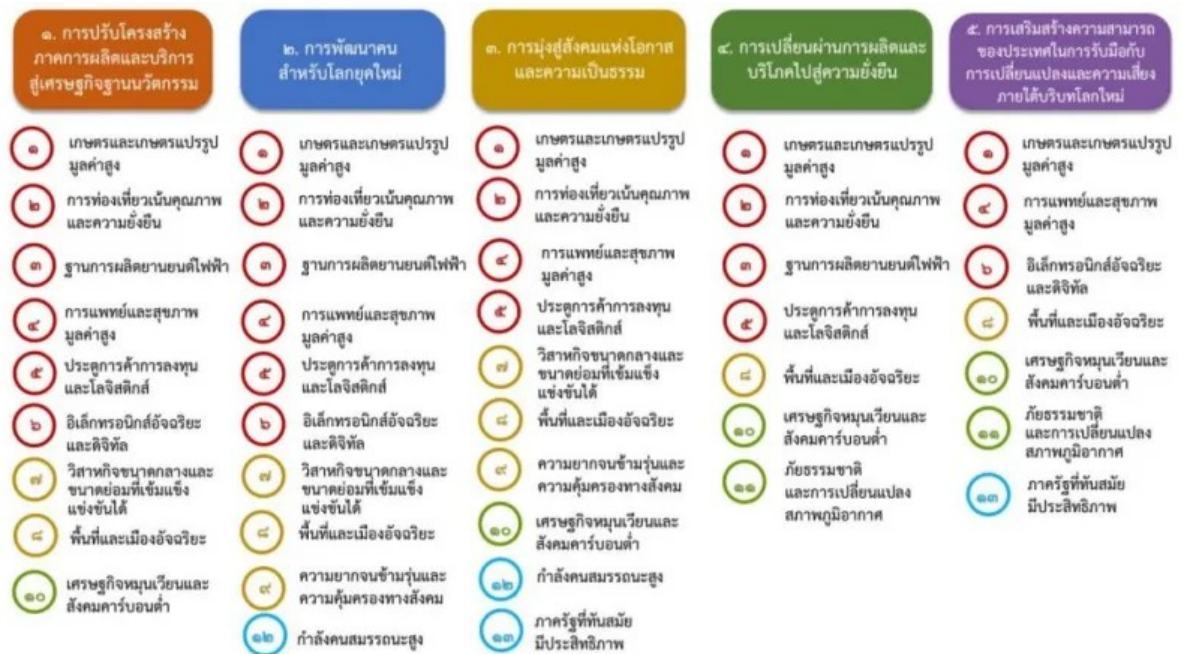 ๑. การปรับโครงสร้าง
ภาคการผลิตและบริการ
สู่เศรษฐกิจฐานนวัตกรรม
๑
เกษตรและเกษตรแปรรูป
มูลค่าสูง
๒
การท่องเที่ยวเน้นคุณภาพ
และความยั่งยืน
๓
ฐานการผลิตยานยนต์ไฟฟ้า
๔
การแพทย์และสุขภาพ
มูลค่าสูง
๕
ประตูการค้าการลงทุน
และโลจิสติกส์
๖
อิเล็กทรอนิกส์อัจฉริยะ
และดิจิทัล
๗
วิสาหกิจขนาดกลางและ
ขนาดย่อมที่เข้มแข็ง
แข่งขันได้
๘
พื้นที่และเมืองอัจฉริยะ
๑๐
เศรษฐกิจหมุนเวียนและ
สังคมคาร์บอนต่ำ
๒. การพัฒนาคน
สำหรับโลกยุคใหม่
๑
เกษตรและเกษตรแปรรูป
มูลค่าสูง
๒
การท่องเที่ยวเน้นคุณภาพ
และความยั่งยืน
๓
ฐานการผลิตยานยนต์ไฟฟ้า
๔
การแพทย์และสุขภาพ
มูลค่าสูง
๕
ประตูการค้าการลงทุน
และโลจิสติกส์
๖
อิเล็กทรอนิกส์อัจฉริยะ
และดิจิทัล
๗
วิสาหกิจขนาดกลางและ
ขนาดย่อมที่เข้มแข็ง
แข่งขันได้
๘
พื้นที่และเมืองอัจฉริยะ
๙
ความยากจนข้ามรุ่นและ
ความคุ้มครองทางสังคม
๑๒
กำลังคนสมรรถนะสูง
๓. การมุ่งสู่สังคมแห่งโอกาส
และความเป็นธรรม
๑
เกษตรและเกษตรแปรรูป
มูลค่าสูง
๒
การท่องเที่ยวเน้นคุณภาพ
และความยั่งยืน
๔
การแพทย์และสุขภาพ
มูลค่าสูง
๕
ประตูการค้าการลงทุน
และโลจิสติกส์
๗
วิสาหกิจขนาดกลางและ
ขนาดย่อมที่เข้มแข็ง
แข่งขันได้
๘
พื้นที่และเมืองอัจฉริยะ
๙
ความยากจนข้ามรุ่นและ
ความคุ้มครองทางสังคม
๑๐
เศรษฐกิจหมุนเวียนและ
สังคมคาร์บอนต่ำ
๑๒
กำลังคนสมรรถนะสูง
๑๓
ภาครัฐที่ทันสมัย
มีประสิทธิภาพ
๔. การเปลี่ยนผ่านการผลิตและ
บริโภคไปสู่ความยั่งยืน
๑
เกษตรและเกษตรแปรรูป
มูลค่าสูง
๒
การท่องเที่ยวเน้นคุณภาพ
และความยั่งยืน
๓
ฐานการผลิตยานยนต์ไฟฟ้า
๕
ประตูการค้าการลงทุน
และโลจิสติกส์
๘
พื้นที่และเมืองอัจฉริยะ
๑๐
เศรษฐกิจหมุนเวียนและ
สังคมคาร์บอนต่ำ
๑๑
ภัยธรรมชาติ
และการเปลี่ยนแปลง
สภาพภูมิอากาศ
๕. การเสริมสร้างความสามารถ
ของประเทศในการรับมือกับ
การเปลี่ยนแปลงและความเสี่ยง
ภายใต้บริบทโลกใหม่
๑
เกษตรและเกษตรแปรรูป
มูลค่าสูง
๔
การแพทย์และสุขภาพ
มูลค่าสูง
๖
อิเล็กทรอนิกส์อัจฉริยะ
และดิจิทัล
๘
พื้นที่และเมืองอัจฉริยะ
๑๐
เศรษฐกิจหมุนเวียนและ
สังคมคาร์บอนต่ำ
๑๑
ภัยธรรมชาติ
และการเปลี่ยนแปลง
สภาพภูมิอากาศ
๑๓
ภาครัฐที่ทันสมัย
มีประสิทธิภาพ